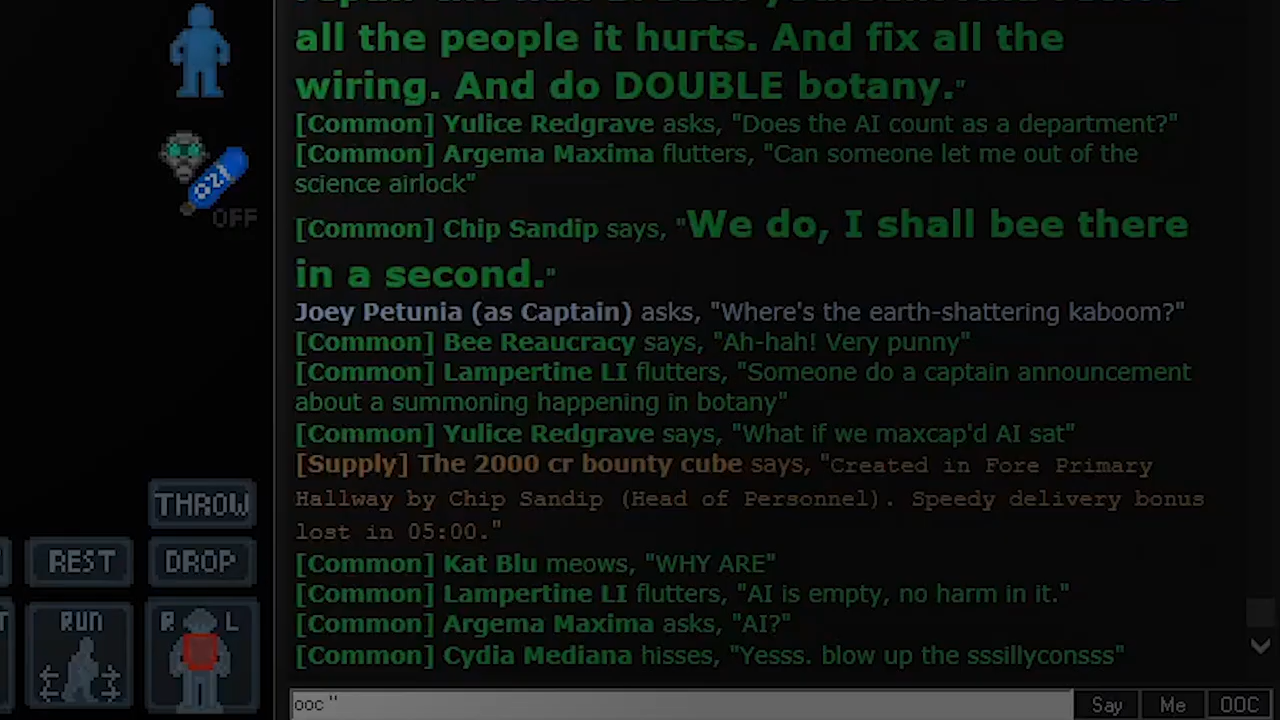 all the people it hurts. And fix all the
wiring. And do DOUBLE botany."
[Common] Yulice Redgrave asks, "Does the AI count as a department?"
[Common] Argema Maxima flutters, "Can someone let me out of the
science airlock"
[Common] Chip Sandip says, "We do, I shall bee there
in a second."
Joey Petunia (as Captain) asks, "Where's the earth-shattering kaboom?"
[Common] Bee Reaucracy says, "Ah-hah! Very punny"
[Common] Lampertine LI flutters, "Someone do a captain announcement
about a summoning happening in botany"
[Common] Yulice Redgrave says, "What if we maxcap'd AI sat"
[Supply] The 2000 cr bounty cube says, "Created in Fore Primary
Hallway by Chip Sandip (Head of Personnel). Speedy delivery bonus
lost in 05:00."
[Common] Kat Blu meows, "WHY ARE"
[Common] Lampertine LI flutters, "AI is empty, no harm in it."
[Common] Argema Maxima asks, "AI?"
[Common] Cydia Mediana hisses, "Yesss. blow up the sssillyconsss"
ooc "
Say Me OOC
O21
OFF
THROW
REST DROP
RUN R L